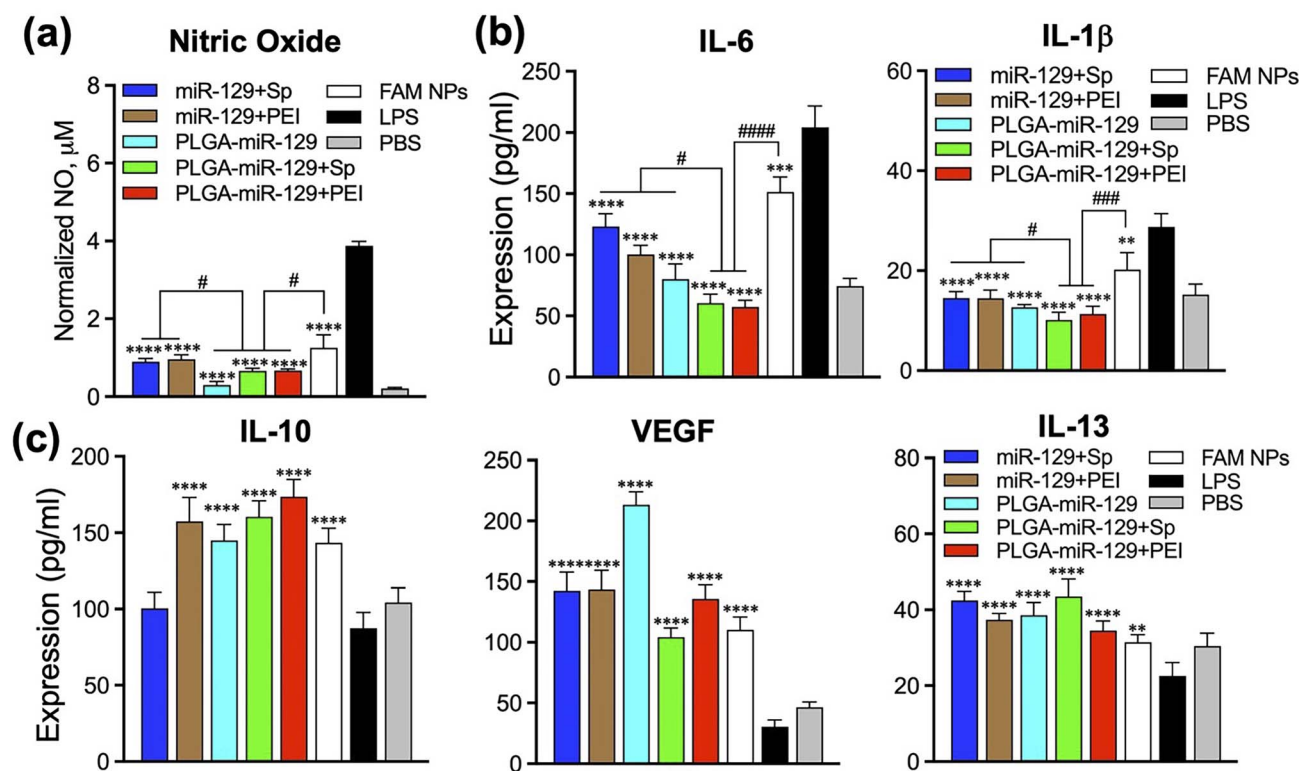 (a)
Nitric Oxide
Normalized NO, μM
8
6
4
2
0
miR-129+Sp
miR-129+PEI
PLGA-miR-129
PLGA-miR-129+Sp
PLGA-miR-129+PEI
FAM NPs
LPS
PBS
#
#
****
****
****
****
****
****
(b)
IL-6
Expression (pg/ml)
250
200
150
100
50
0
#
####
****
****
****
****
****
***
IL-1β
60
40
20
0
miR-129+Sp
miR-129+PEI
PLGA-miR-129
PLGA-miR-129+Sp
PLGA-miR-129+PEI
FAM NPs
LPS
PBS
#
###
****
****
****
****
****
**
(c)
IL-10
Expression (pg/ml)
200
150
100
50
0
****
****
****
****
****
VEGF
250
200
150
100
50
0
********
****
****
****
****
IL-13
80
60
40
20
0
miR-129+Sp
miR-129+PEI
PLGA-miR-129
PLGA-miR-129+Sp
PLGA-miR-129+PEI
FAM NPs
LPS
PBS
****
****
****
****
****
**